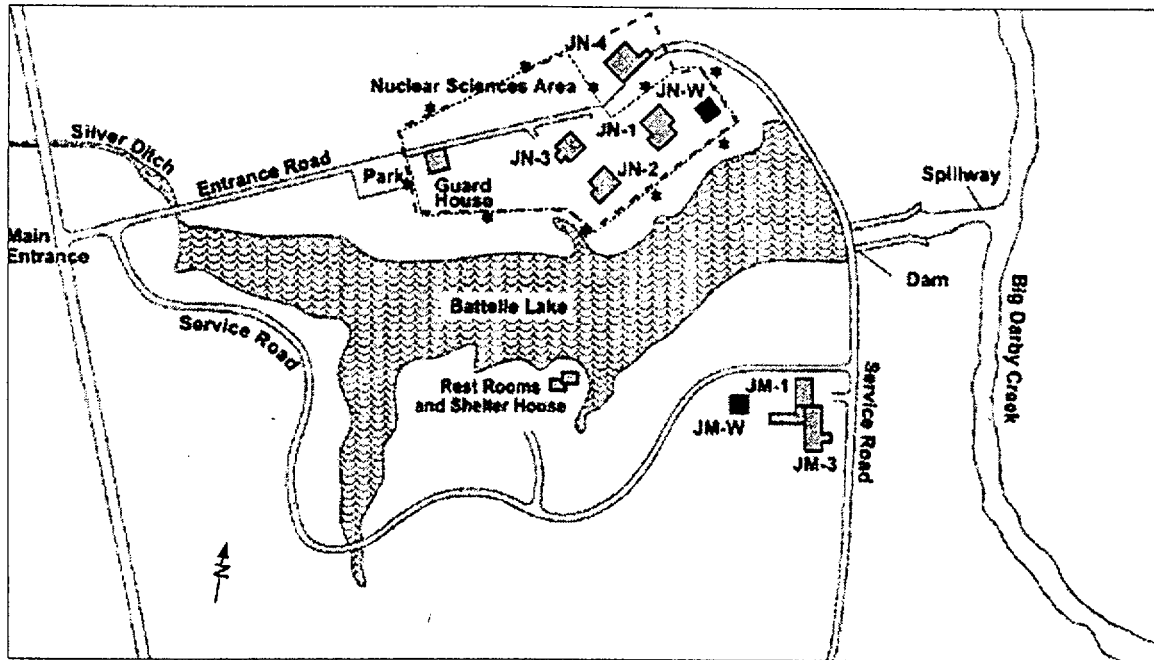 JN-4
Nuclear Sciences Area
JN-W
JN-1
Silver Ditch
JN-3
Entrance Road
JN-2
Park
Guard
House
Spillway
Main
Entrance
Dam
Battelle Lake
Big Darby Creek
Service Road
Rest Rooms
and Shelter House
JM-1
Service Road
JM-W
JM-3
N